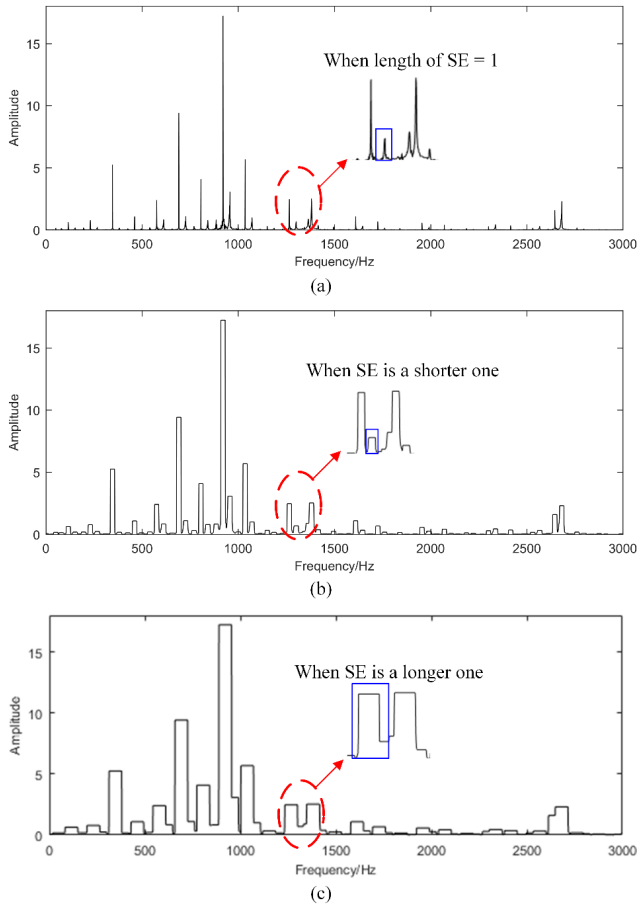 When length of SE = 1
15
10
5
0
Amplitude
0 500 1000 1500 2000 2500 3000
Frequency/Hz
(a)
When SE is a shorter one
15
10
5
0
Amplitude
0 500 1000 1500 2000 2500 3000
Frequency/Hz
(b)
When SE is a longer one
15
10
5
0
Amplitude
0 500 1000 1500 2000 2500 3000
Frequency/Hz
(c)